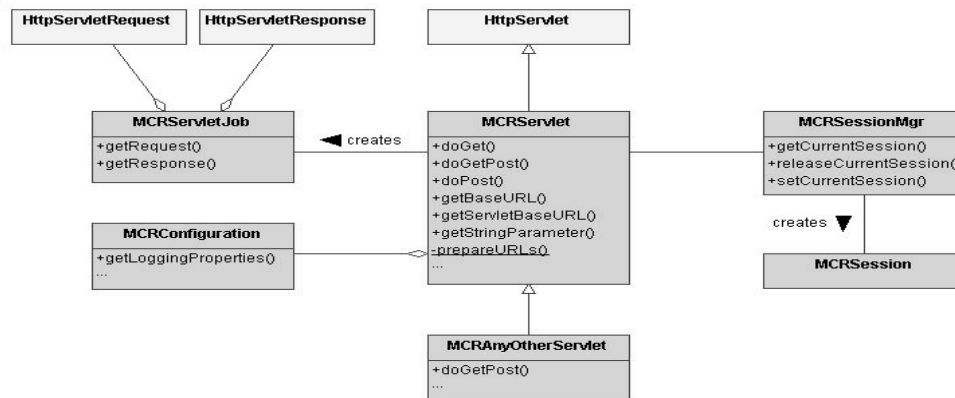 HttpServletRequest
HttpServletResponse
HttpServlet
MCRServletJob
+getRequest()
+getResponse()
creates
MCRServlet
+doGet()
+doGetPost()
+doPost()
+getBaseURL()
+getServletBaseURL()
+getStringParameter()
-prepareURLs()
...
MCRSessionMgr
+getCurrentSession()
+releaseCurrentSession()
+setCurrentSession()
creates
MCRConfiguration
+getLoggingProperties()
...
MCRSession
MCRAnyOtherServlet
+doGetPost()
...